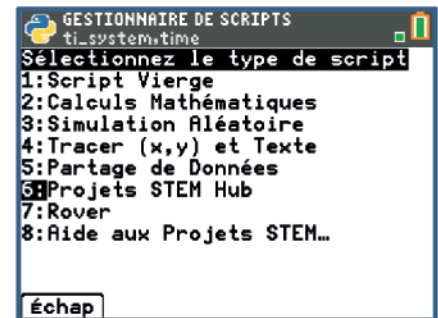 GESTIONNAIRE DE SCRIPTS
ti_system,time
Sélectionnez le type de script
1:Script Vierge
2:Calculs Mathématiques
3:Simulation Aléatoire
4:Tracer (x,y) et Texte
5:Partage de Données
6:Projets STEM Hub
7:Rover
8:Aide aux Projets STEM…
Échap